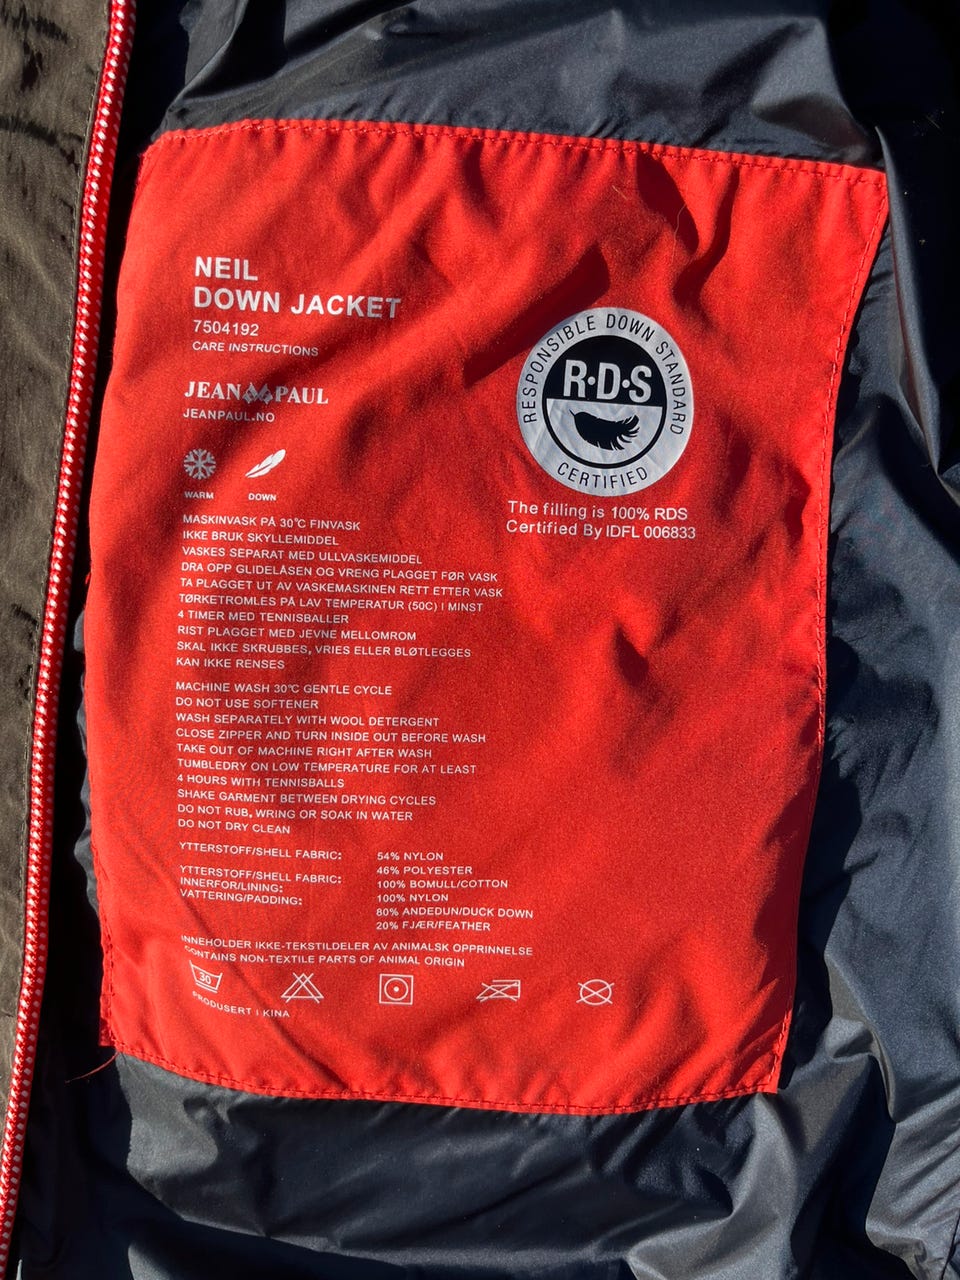 NEIL
DOWN JACKET
7504192
CARE INSTRUCTIONS
JEAN PAUL
JEANPAUL.NO
WARM
DOWN
RESPONSIBLE DOWN STANDARD
R·D·S
CERTIFIED
The filling is 100% RDS
Certified By IDFL 006833
MASKINVASK PÅ 30°C FINVASK
IKKE BRUK SKYLLEMIDDEL
VASKES SEPARAT MED ULLVASKEMIDDEL
DRA OPP GLIDELÅSEN OG VRENG PLAGGET FØR VASK
TA PLAGGET UT AV VASKEMASKINEN RETT ETTER VASK
TØRKETROMLES PÅ LAV TEMPERATUR (50C) I MINST
4 TIMER MED TENNISBALLER
RIST PLAGGET MED JEVNE MELLOMROM
SKAL IKKE SKRUBBES, VRIES ELLER BLØTLEGGES
KAN IKKE RENSES
MACHINE WASH 30°C GENTLE CYCLE
DO NOT USE SOFTENER
WASH SEPARATELY WITH WOOL DETERGENT
CLOSE ZIPPER AND TURN INSIDE OUT BEFORE WASH
TAKE OUT OF MACHINE RIGHT AFTER WASH
TUMBLEDRY ON LOW TEMPERATURE FOR AT LEAST
4 HOURS WITH TENNISBALLS
SHAKE GARMENT BETWEEN DRYING CYCLES
DO NOT RUB, WRING OR SOAK IN WATER
DO NOT DRY CLEAN
YTTERSTOFF/SHELL FABRIC: 54% NYLON
46% POLYESTER
YTTERSTOFF/SHELL FABRIC: 100% BOMULL/COTTON
INNERFOR/LINING: 100% NYLON
VATTERING/PADDING: 80% ANDEDUN/DUCK DOWN
20% FJÆR/FEATHER
INNEHOLDER IKKE-TEKSTILDELER AV ANIMALSK OPPRINNELSE
CONTAINS NON-TEXTILE PARTS OF ANIMAL ORIGIN
30
PRODUSERT I KINA